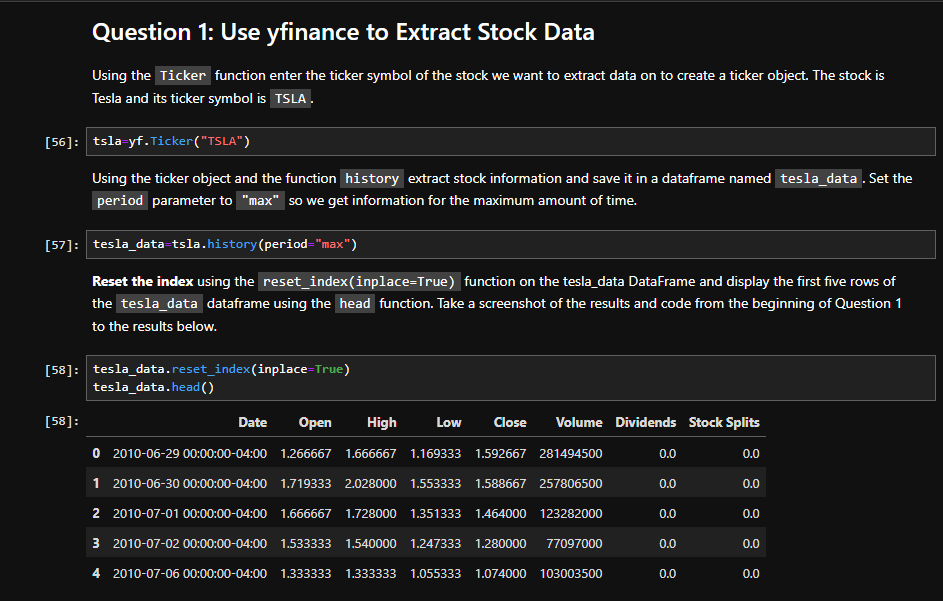 Question 1: Use yfinance to Extract Stock Data
Using the Ticker function enter the ticker symbol of the stock we want to extract data on to create a ticker object. The stock is
Tesla and its ticker symbol is TSLA.
[56]: tsla=yf.Ticker("TSLA")
Using the ticker object and the function history extract stock information and save it in a dataframe named tesla_data. Set the
period parameter to "max" so we get information for the maximum amount of time.
[57]: tesla_data=tsla.history(period="max")
Reset the index using the reset_index(inplace=True) function on the tesla_data DataFrame and display the first five rows of
the tesla_data dataframe using the head function. Take a screenshot of the results and code from the beginning of Question 1
to the results below.
[58]: tesla_data.reset_index(inplace=True)
tesla_data.head()
[58]: Date Open High Low Close Volume Dividends Stock Splits
0 2010-06-29 00:00:00-04:00 1.266667 1.666667 1.169333 1.592667 281494500 0.0 0.0
1 2010-06-30 00:00:00-04:00 1.719333 2.028000 1.553333 1.588667 257806500 0.0 0.0
2 2010-07-01 00:00:00-04:00 1.666667 1.728000 1.351333 1.464000 123282000 0.0 0.0
3 2010-07-02 00:00:00-04:00 1.533333 1.540000 1.247333 1.280000 77097000 0.0 0.0
4 2010-07-06 00:00:00-04:00 1.333333 1.333333 1.055333 1.074000 103003500 0.0 0.0